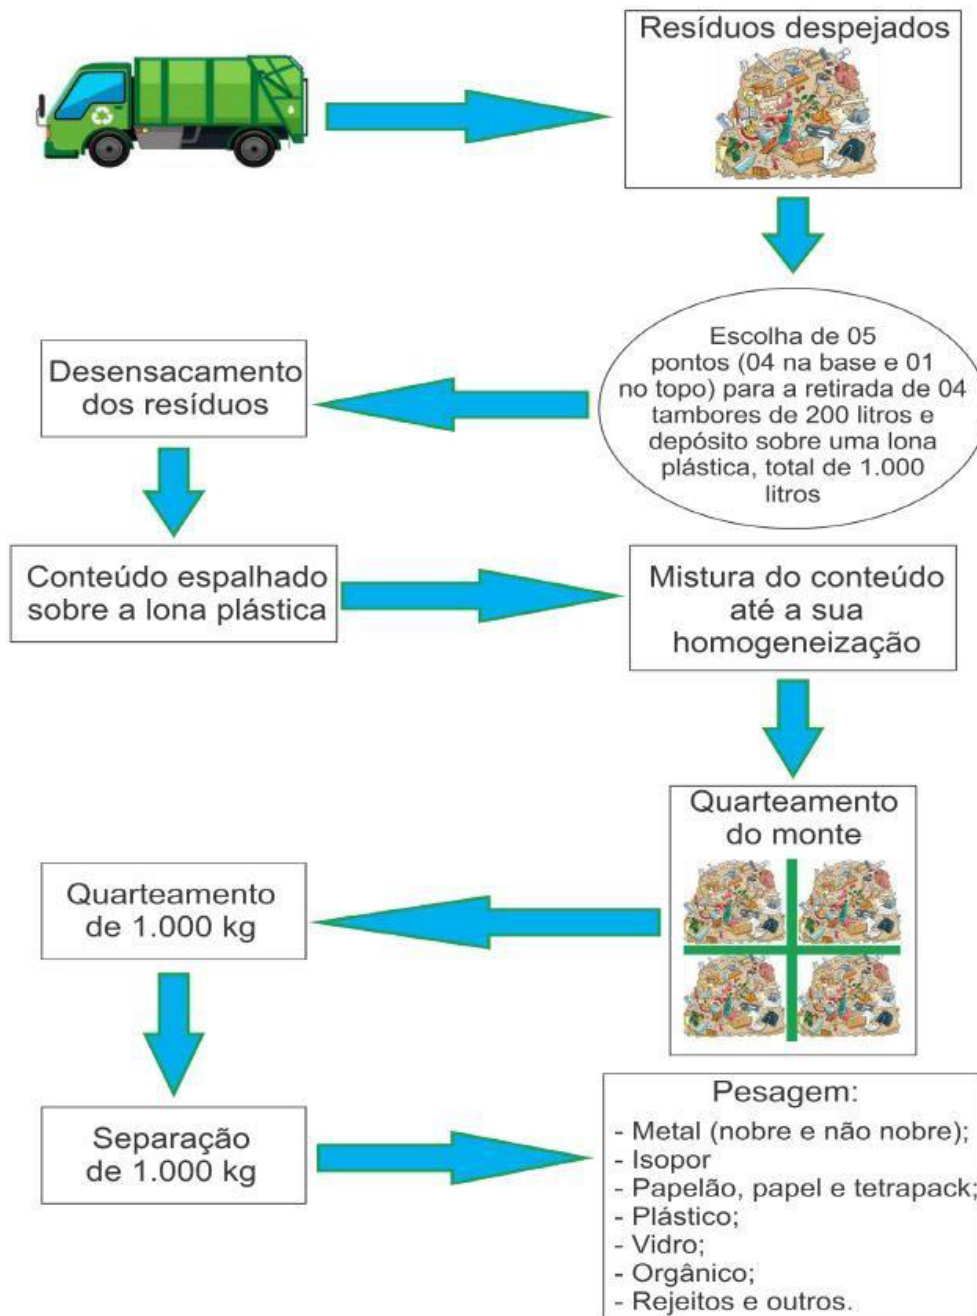 Resíduos despejados
Escolha de 05
pontos (04 na base e 01
no topo) para a retirada de 04
tambores de 200 litros e
depósito sobre uma lona
plástica, total de 1.000
litros
Desensacamento
dos resíduos
Conteúdo espalhado
sobre a lona plástica
Mistura do conteúdo
até a sua
homogeneização
Quarteamento
do monte
Quarteamento
de 1.000 kg
Separação
de 1.000 kg
Pesagem:
- Metal (nobre e não nobre);
- Isopor
- Papelão, papel e tetrapack;
- Plástico;
- Vidro;
- Orgânico;
- Rejeitos e outros.